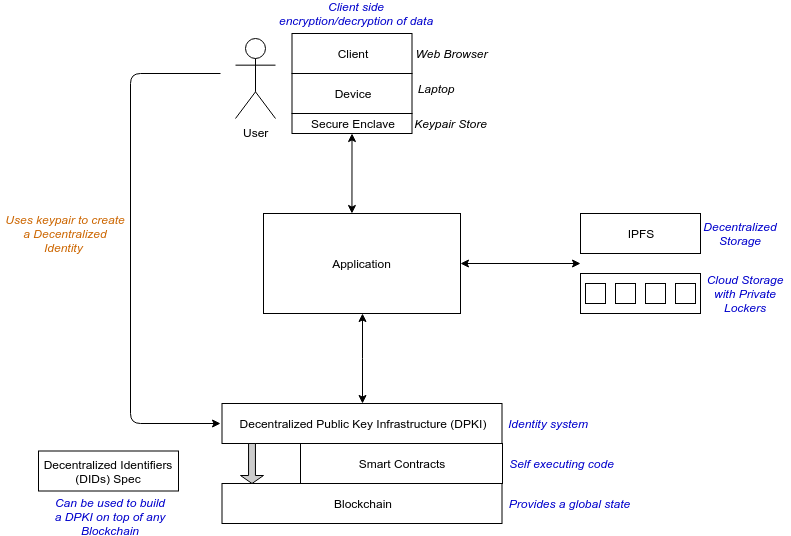 Client side
encryption/decryption of data
Client
Web Browser
Device
Laptop
Secure Enclave
Keypair Store
User
Uses keypair to create
a Decentralized
Identity
Application
IPFS
Decentralized
Storage
Cloud Storage
with Private
Lockers
Decentralized Public Key Infrastructure (DPKI)
Identity system
Smart Contracts
Self executing code
Blockchain
Provides a global state
Decentralized Identifiers
(DIDs) Spec
Can be used to build
a DPKI on top of any
Blockchain